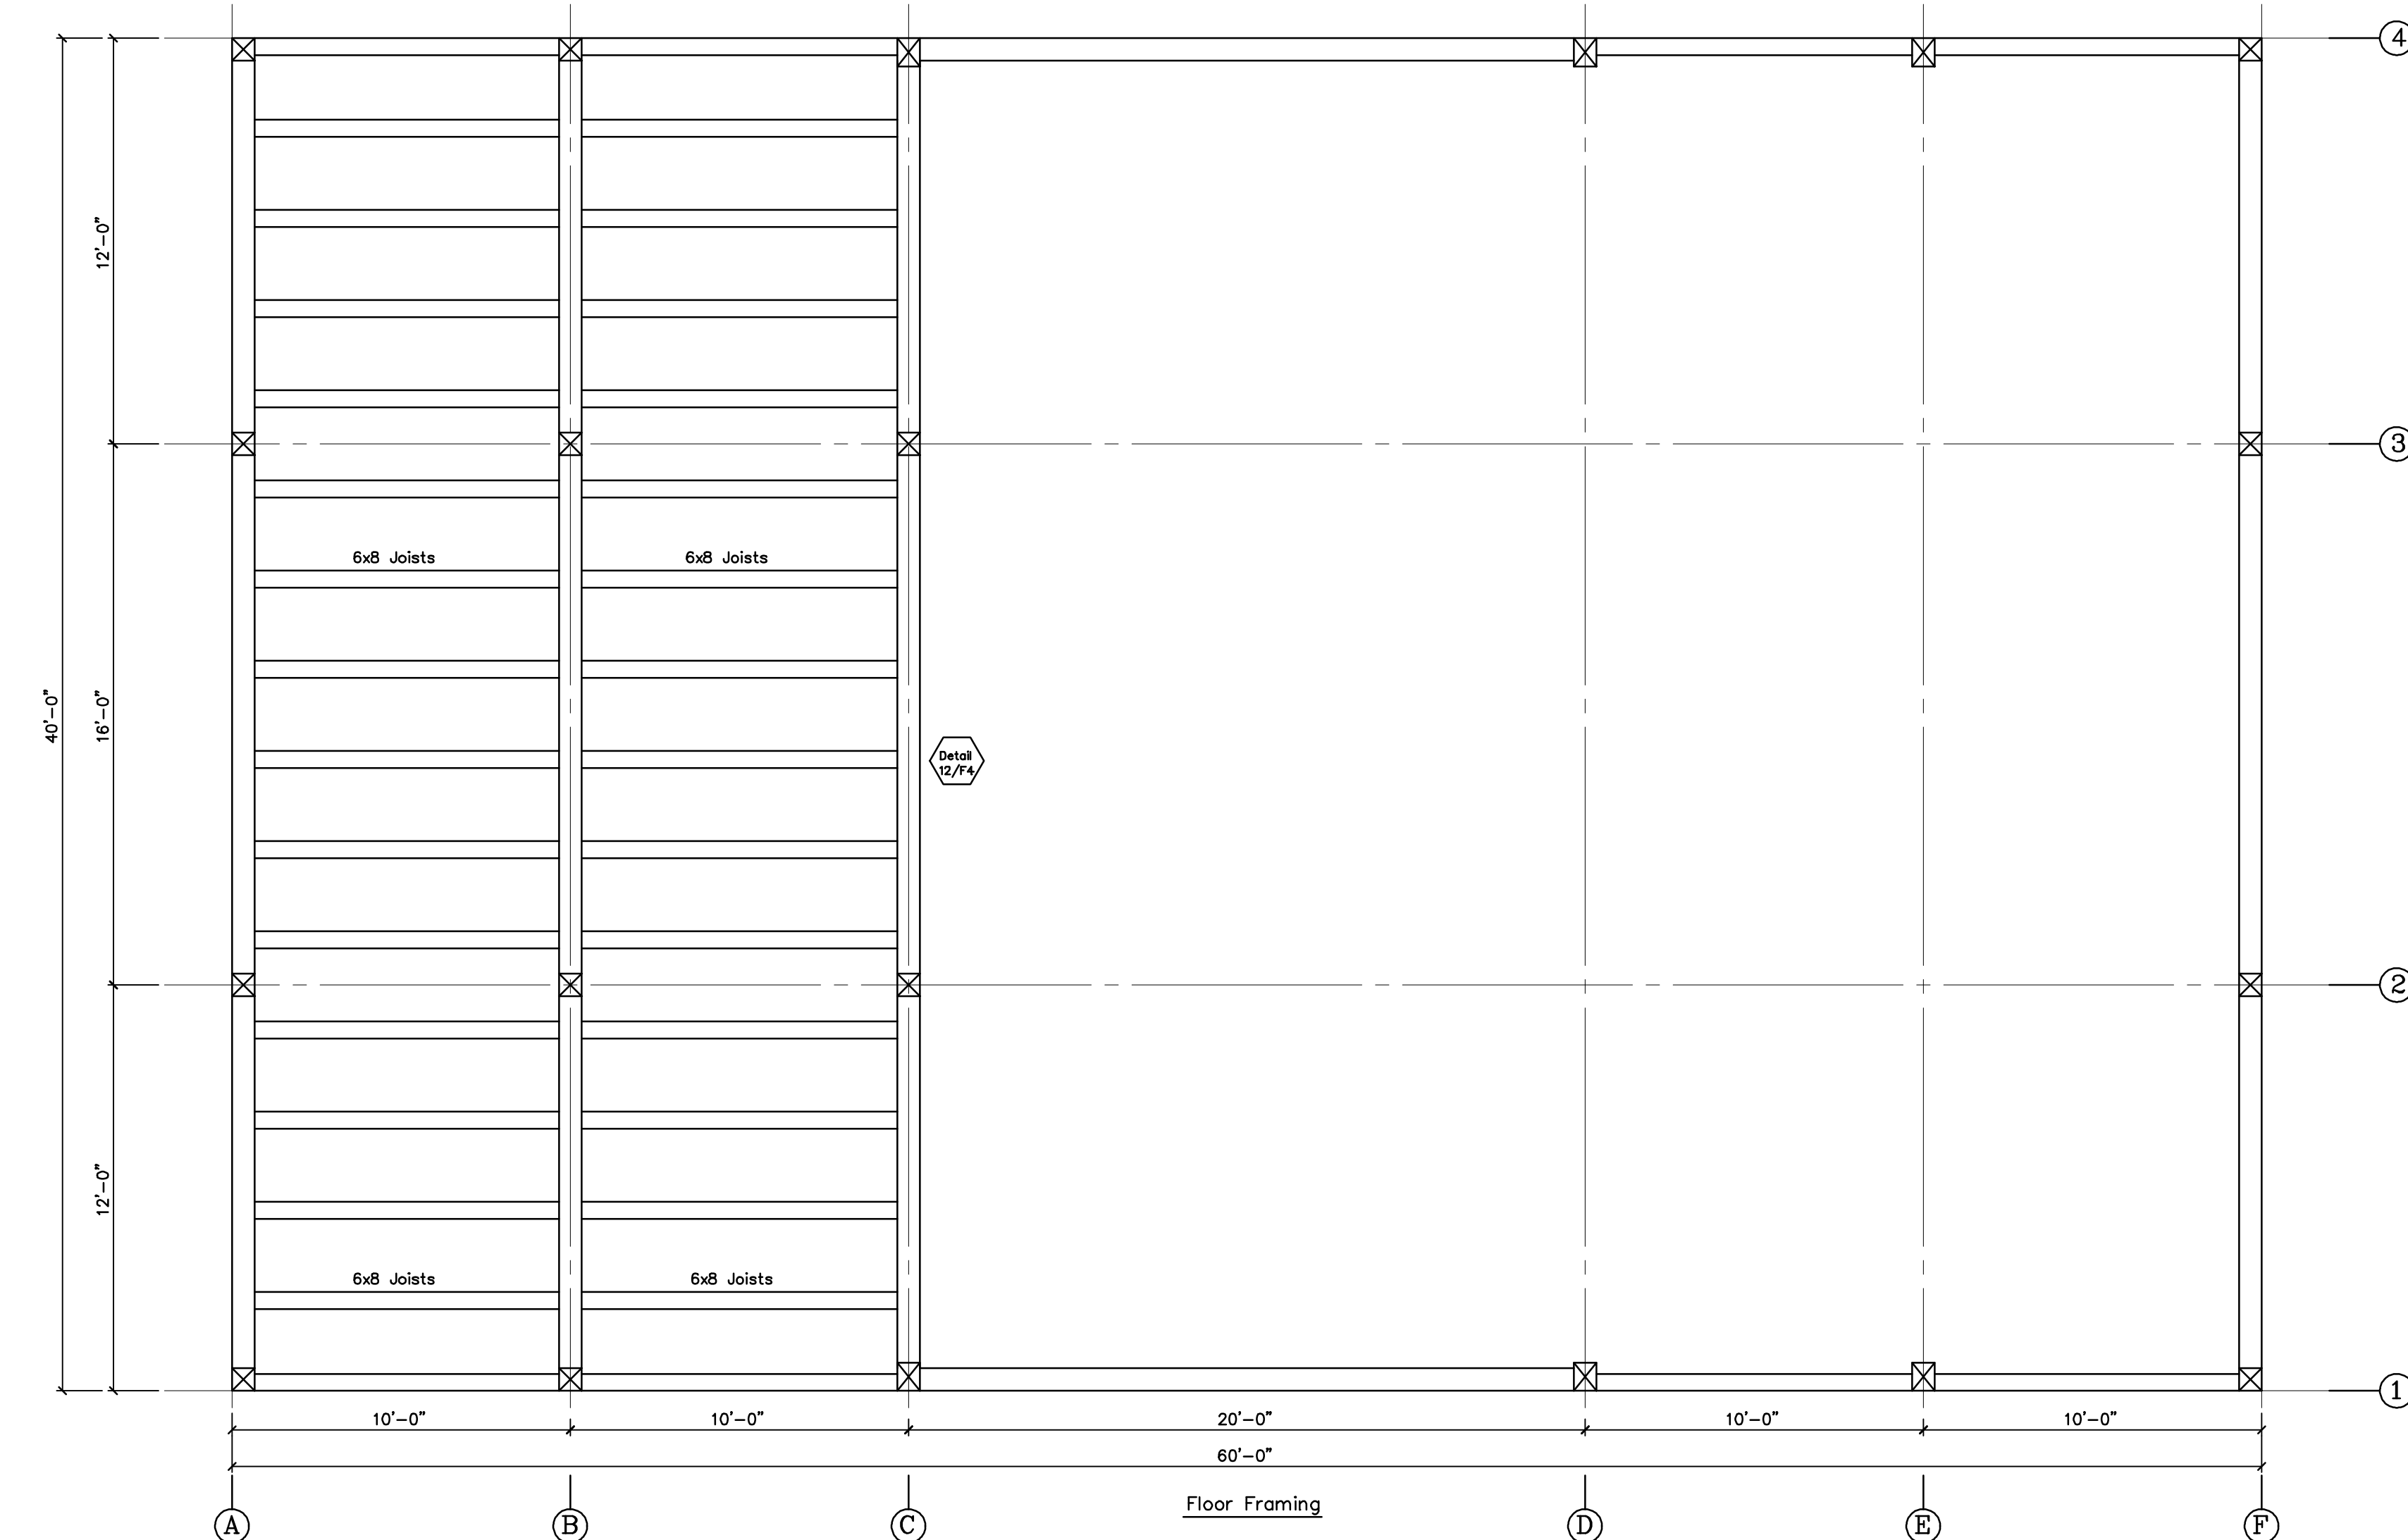 4
12'-0"
3
6x8 Joists
6x8 Joists
40'-0"
16'-0"
Detail
12/F4
2
12'-0"
6x8 Joists
6x8 Joists
1
10'-0"
10'-0"
20'-0"
10'-0"
10'-0"
60'-0"
Floor Framing
A
B
C
D
E
F